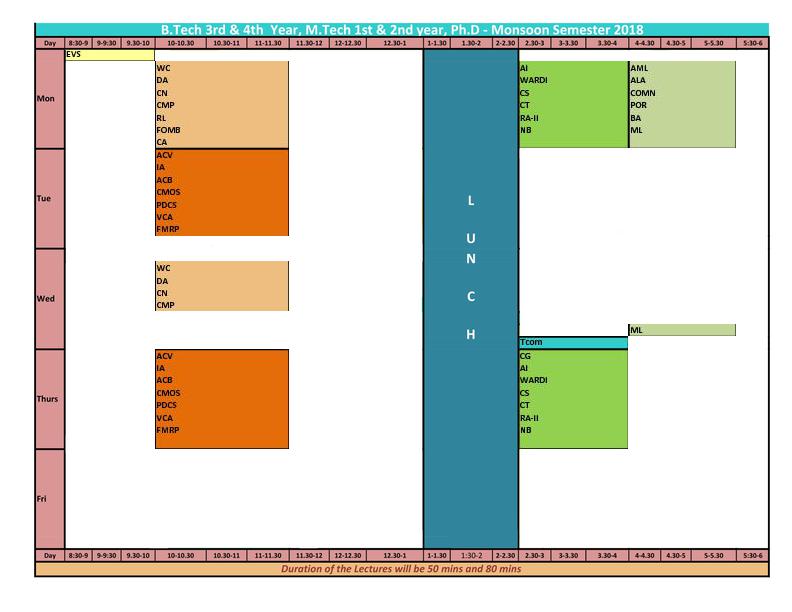 B.Tech 3rd & 4th Year, M.Tech 1st & 2nd year, Ph.D - Monsoon Semester 2018
Day 8:30-9 9-9:30 9.30-10 10-10.30 10.30-11 11-11.30 11.30-12 12-12.30 12.30-1 1-1.30 1.30-2 2-2.30 2.30-3 3-3.30 3.30-4 4-4.30 4.30-5 5-5.30 5:30-6
EVS
Mon
WC
DA
CN
CMP
RL
FOMB
CA
AI
WARDI
CS
CT
RA-II
NB
AML
ALA
COMN
POR
BA
ML
Tue
ACV
IA
ACB
CMOS
PDCS
VCA
FMRP
L
U
N
C
H
Wed
WC
DA
CN
CMP
ML
Tcom
Thurs
ACV
IA
ACB
CMOS
PDCS
VCA
FMRP
CG
AI
WARDI
CS
CT
RA-II
NB
Fri
Day 8:30-9 9-9:30 9.30-10 10-10.30 10.30-11 11-11.30 11.30-12 12-12.30 12.30-1 1-1.30 1:30-2 2-2.30 2.30-3 3-3.30 3.30-4 4-4.30 4.30-5 5-5.30 5:30-6
Duration of the Lectures will be 50 mins and 80 mins